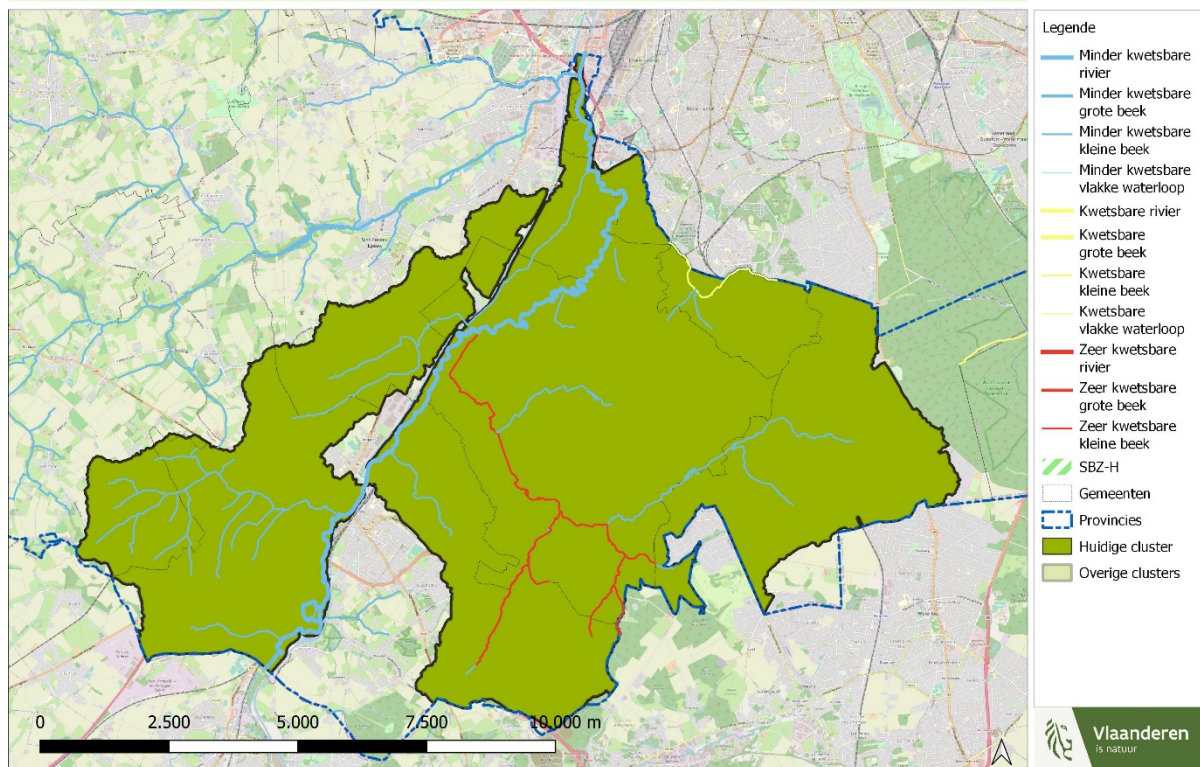 Legende
Minder kwetsbare
rivier
Minder kwetsbare
grote beek
Minder kwetsbare
kleine beek
Minder kwetsbare
vlakke waterloop
Kwetsbare rivier
Kwetsbare
grote beek
Kwetsbare
kleine beek
Kwetsbare
vlakke waterloop
Zeer kwetsbare
rivier
Zeer kwetsbare
grote beek
Zeer kwetsbare
kleine beek
SBZ-H
Gemeenten
Provincies
Huidige cluster
Overige clusters
0 2.500 5.000 7.500 10.000 m
Vlaanderen
is natuur